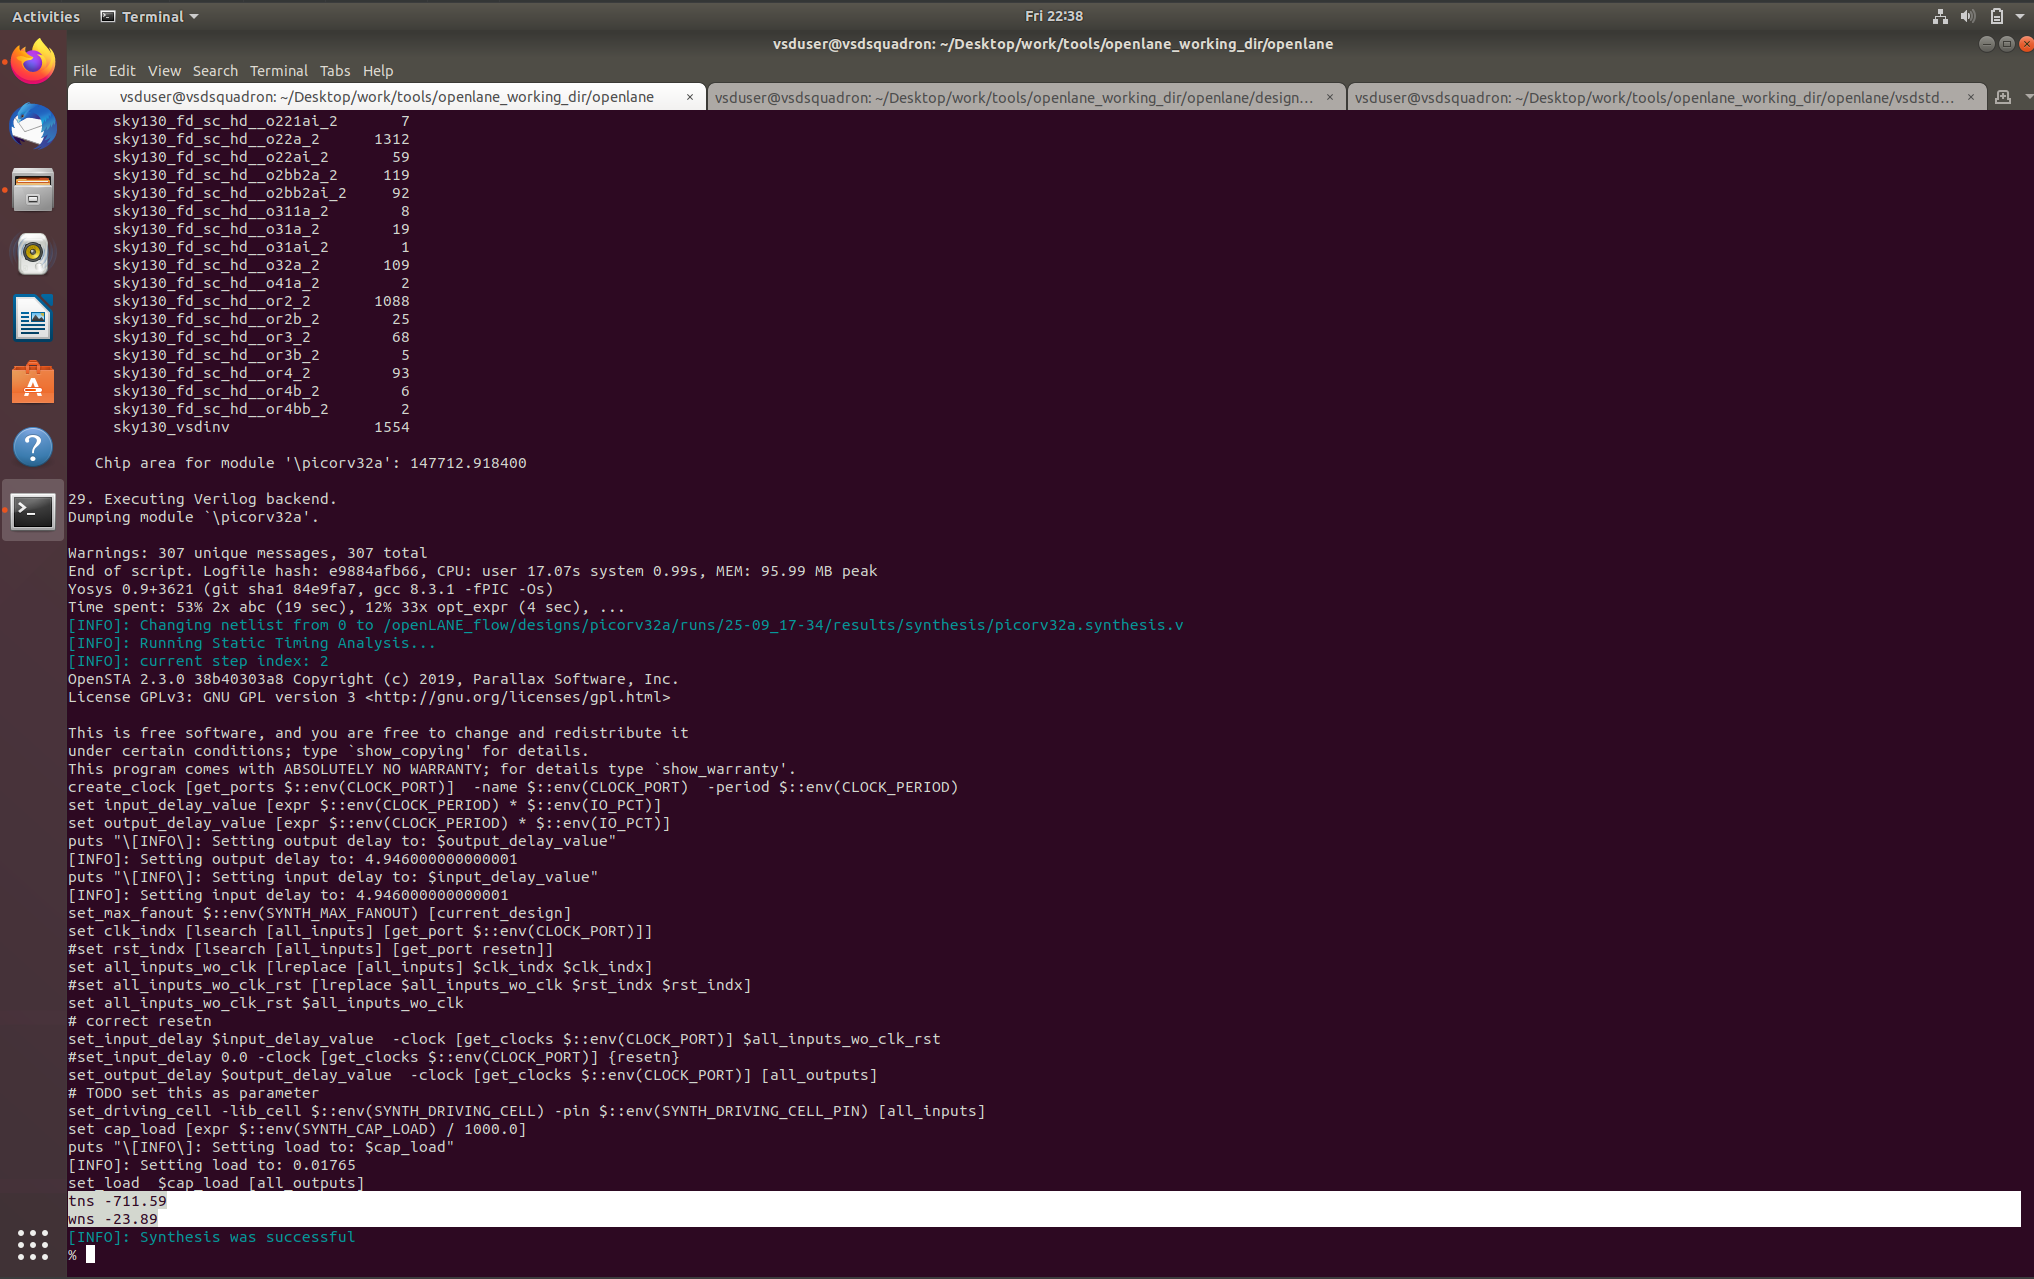 Activities Terminal Fri 22:38
vsduser@vsdsquadron: ~/Desktop/work/tools/openlane_working_dir/openlane
File Edit View Search Terminal Tabs Help
vsduser@vsdsquadron: ~/Desktop/work/tools/openlane_working_dir/openlane × vsduser@vsdsquadron: ~/Desktop/work/tools/openlane_working_dir/openlane/design... × vsduser@vsdsquadron: ~/Desktop/work/tools/openlane_working_dir/openlane/vsdstd... ×
sky130_fd_sc_hd__o221ai_2 7
sky130_fd_sc_hd__o22a_2 1312
sky130_fd_sc_hd__o22ai_2 59
sky130_fd_sc_hd__o2bb2a_2 119
sky130_fd_sc_hd__o2bb2ai_2 92
sky130_fd_sc_hd__o311a_2 8
sky130_fd_sc_hd__o31a_2 19
sky130_fd_sc_hd__o31ai_2 1
sky130_fd_sc_hd__o32a_2 109
sky130_fd_sc_hd__o41a_2 2
sky130_fd_sc_hd__or2_2 1088
sky130_fd_sc_hd__or2b_2 25
sky130_fd_sc_hd__or3_2 68
sky130_fd_sc_hd__or3b_2 5
sky130_fd_sc_hd__or4_2 93
sky130_fd_sc_hd__or4b_2 6
sky130_fd_sc_hd__or4bb_2 2
sky130_vsdinv 1554
Chip area for module '\picorv32a': 147712.918400
29. Executing Verilog backend.
Dumping module `\picorv32a'.
Warnings: 307 unique messages, 307 total
End of script. Logfile hash: e9884afb66, CPU: user 17.07s system 0.99s, MEM: 95.99 MB peak
Yosys 0.9+3621 (git sha1 84e9fa7, gcc 8.3.1 -fPIC -Os)
Time spent: 53% 2x abc (19 sec), 12% 33x opt_expr (4 sec), ...
[INFO]: Changing netlist from 0 to /openLANE_flow/designs/picorv32a/runs/25-09_17-34/results/synthesis/picorv32a.synthesis.v
[INFO]: Running Static Timing Analysis...
[INFO]: current step index: 2
OpenSTA 2.3.0 38b40303a8 Copyright (c) 2019, Parallax Software, Inc.
License GPLv3: GNU GPL version 3 <http://gnu.org/licenses/gpl.html>
This is free software, and you are free to change and redistribute it
under certain conditions; type `show_copying' for details.
This program comes with ABSOLUTELY NO WARRANTY; for details type `show_warranty'.
create_clock [get_ports $::env(CLOCK_PORT)]  -name $::env(CLOCK_PORT)  -period $::env(CLOCK_PERIOD)
set input_delay_value [expr $::env(CLOCK_PERIOD) * $::env(IO_PCT)]
set output_delay_value [expr $::env(CLOCK_PERIOD) * $::env(IO_PCT)]
puts "\[INFO\]: Setting output delay to: $output_delay_value"
[INFO]: Setting output delay to: 4.946000000000001
puts "\[INFO\]: Setting input delay to: $input_delay_value"
[INFO]: Setting input delay to: 4.946000000000001
set_max_fanout $::env(SYNTH_MAX_FANOUT) [current_design]
set clk_indx [lsearch [all_inputs] [get_port $::env(CLOCK_PORT)]]
#set rst_indx [lsearch [all_inputs] [get_port resetn]]
set all_inputs_wo_clk [lreplace [all_inputs] $clk_indx $clk_indx]
#set all_inputs_wo_clk_rst [lreplace $all_inputs_wo_clk $rst_indx $rst_indx]
set all_inputs_wo_clk_rst $all_inputs_wo_clk
# correct resetn
set_input_delay $input_delay_value  -clock [get_clocks $::env(CLOCK_PORT)] $all_inputs_wo_clk_rst
#set_input_delay 0.0 -clock [get_clocks $::env(CLOCK_PORT)] {resetn}
set_output_delay $output_delay_value  -clock [get_clocks $::env(CLOCK_PORT)] [all_outputs]
# TODO set this as parameter
set_driving_cell -lib_cell $::env(SYNTH_DRIVING_CELL) -pin $::env(SYNTH_DRIVING_CELL_PIN) [all_inputs]
set cap_load [expr $::env(SYNTH_CAP_LOAD) / 1000.0]
puts "\[INFO\]: Setting load to: $cap_load"
[INFO]: Setting load to: 0.01765
set_load  $cap_load [all_outputs]
tns -711.59
wns -23.89
[INFO]: Synthesis was successful
%